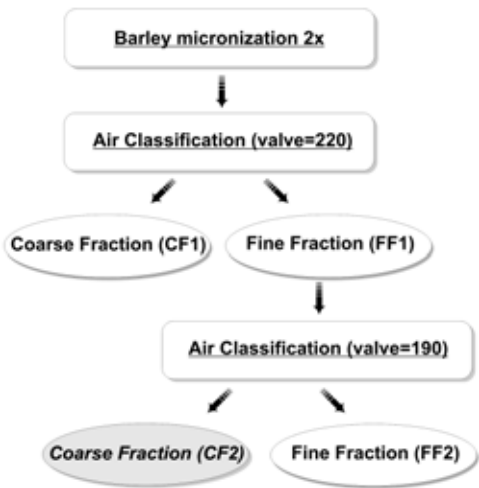 Barley micronization 2x
Air Classification (valve=220)
Coarse Fraction (CF1)
Fine Fraction (FF1)
Air Classification (valve=190)
Coarse Fraction (CF2)
Fine Fraction (FF2)